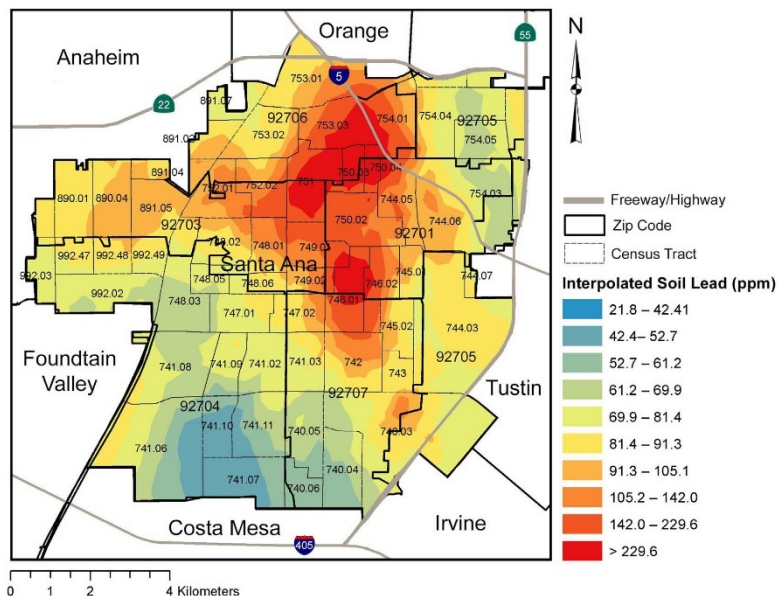 Orange
55
N
Anaheim
5
22
753.01
891.07
92706
753.03
754.01
754.04
92705
753.02
754.05
891.04
750.03
750.04
751
752.01
752.02
754.03
890.01
890.04
891.05
744.05
750.02
744.06
92703
92701
748.01
749.01
992.47
992.48
992.49
Santa Ana
745.01
744.07
992.03
992.02
748.05
748.06
749.02
746.02
748.03
747.01
747.02
745.02
744.03
Foundtain
Valley
741.08
741.09
741.02
741.03
742
743
92705
92704
92707
Tustin
741.10
741.11
740.05
741.06
740.04
741.07
740.06
Costa Mesa
Irvine
405
0 1 2 4 Kilometers
Freeway/Highway
Zip Code
Census Tract
Interpolated Soil Lead (ppm)
21.8 – 42.41
42.4 – 52.7
52.7 – 61.2
61.2 – 69.9
69.9 – 81.4
81.4 – 91.3
91.3 – 105.1
105.2 – 142.0
142.0 – 229.6
> 229.6